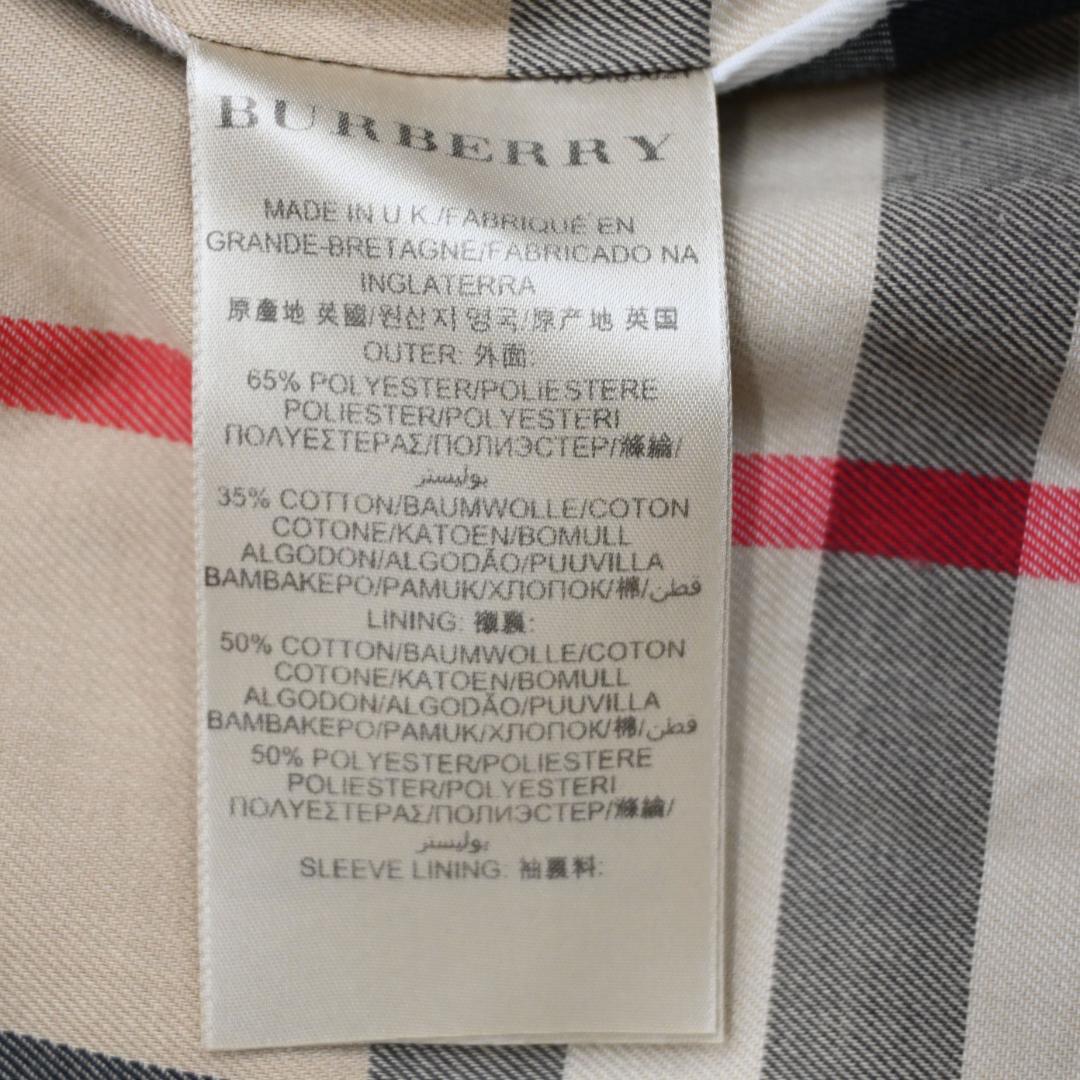 BURBERRY
MADE IN U.K./FABRIQUÉ EN
GRANDE-BRETAGNE/FABRICADO NA
INGLATERRA
原產地 英國/원산지 영국/原产地 英国
OUTER: 外面:
65% POLYESTER/POLIESTERE
POLIESTER/POLYESTERI
ΠΟΛΥΕΣΤΕΡΑΣ/ПОЛИЭСТЕР/滌綸/
بوليستر
35% COTTON/BAUMWOLLE/COTON
COTONE/KATOEN/BOMULL
ALGODON/ALGODÃO/PUUVILLA
BAMBAKEPO/PAMUK/ХЛОПОК/棉/قطن
LINING: 襯裏:
50% COTTON/BAUMWOLLE/COTON
COTONE/KATOEN/BOMULL
ALGODON/ALGODÃO/PUUVILLA
BAMBAKEPO/PAMUK/ХЛОПОК/棉/قطن
50% POLYESTER/POLIESTERE
POLIESTER/POLYESTERI
ΠΟΛΥΕΣΤΕΡΑΣ/ПОЛИЭСТЕР/滌綸/
بوليستر
SLEEVE LINING: 袖裏料: